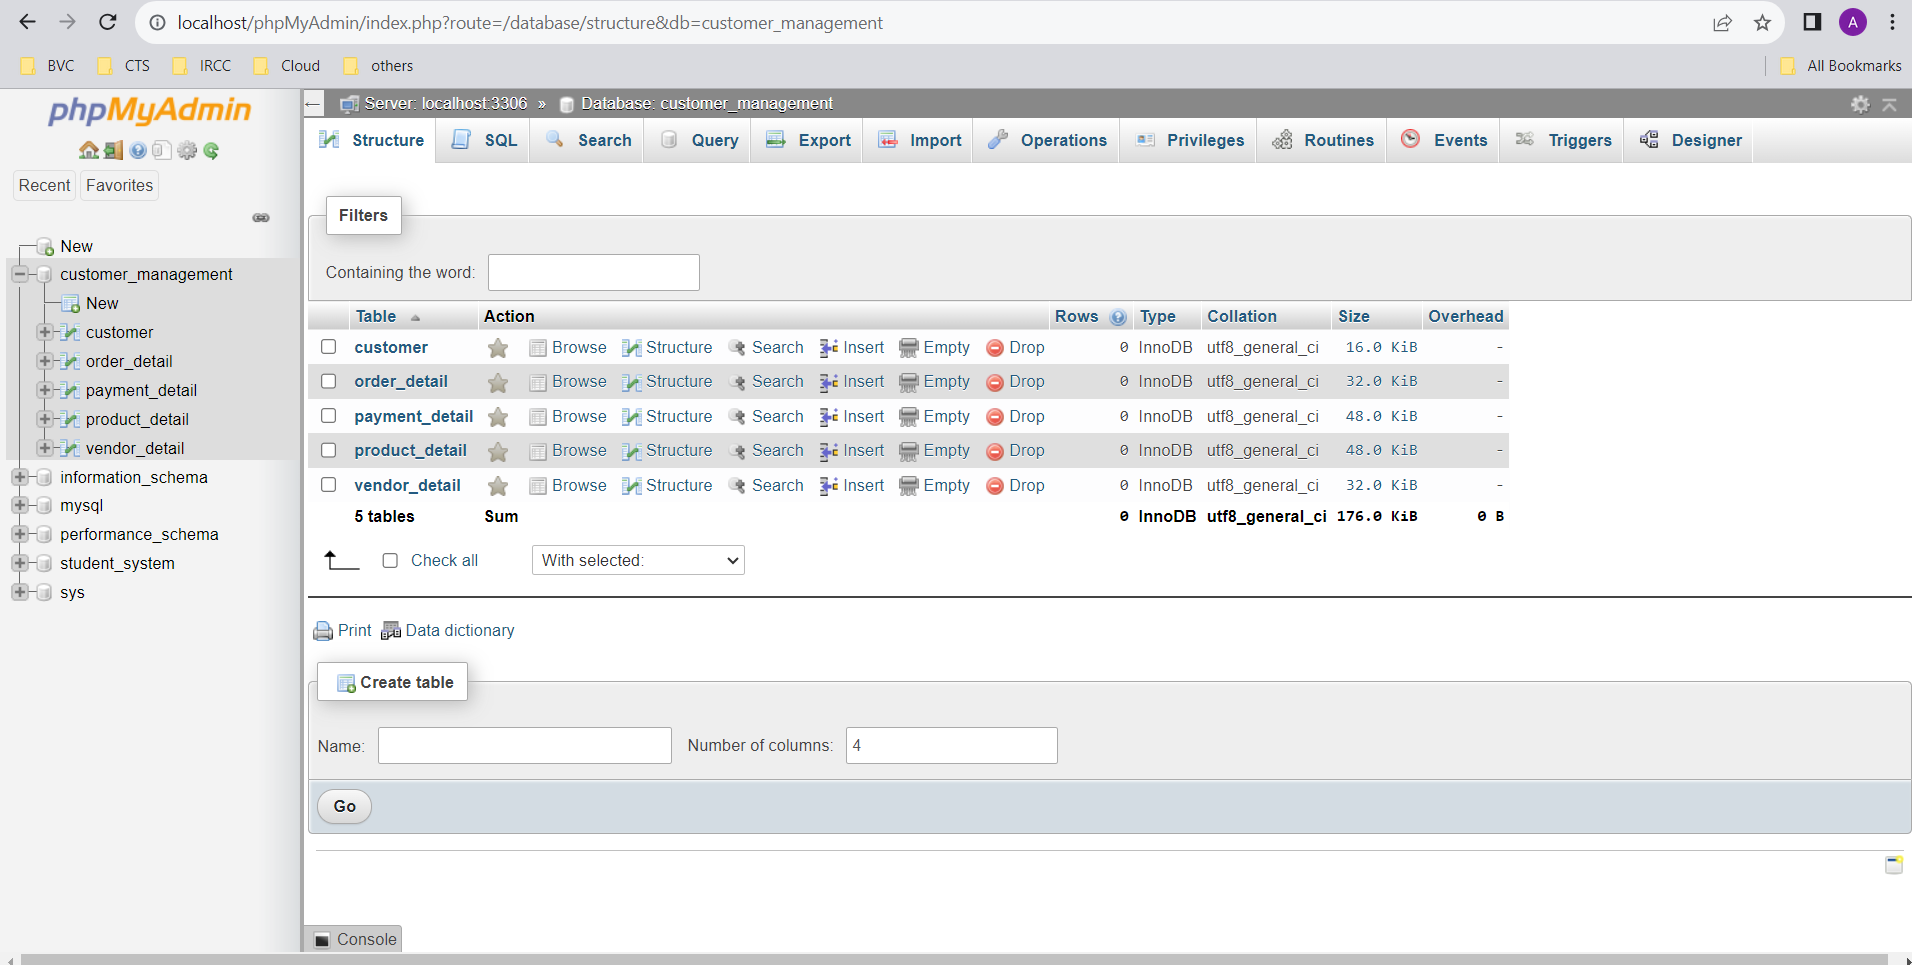 localhost/phpMyAdmin/index.php?route=/database/structure&db=customer_management
A
BVC CTS IRCC Cloud others All Bookmarks
phpMyAdmin
Recent Favorites
New
customer_management
New
customer
order_detail
payment_detail
product_detail
vendor_detail
information_schema
mysql
performance_schema
student_system
sys
Server: localhost:3306 » Database: customer_management
Structure SQL Search Query Export Import Operations Privileges Routines Events Triggers Designer
Filters
Containing the word:
Table Action Rows Type Collation Size Overhead
customer Browse Structure Search Insert Empty Drop 0 InnoDB utf8_general_ci 16.0 KiB -
order_detail Browse Structure Search Insert Empty Drop 0 InnoDB utf8_general_ci 32.0 KiB -
payment_detail Browse Structure Search Insert Empty Drop 0 InnoDB utf8_general_ci 48.0 KiB -
product_detail Browse Structure Search Insert Empty Drop 0 InnoDB utf8_general_ci 48.0 KiB -
vendor_detail Browse Structure Search Insert Empty Drop 0 InnoDB utf8_general_ci 32.0 KiB -
5 tables Sum 0 InnoDB utf8_general_ci 176.0 KiB 0 B
Check all With selected:
Print Data dictionary
Create table
Name: Number of columns: 4
Go
Console